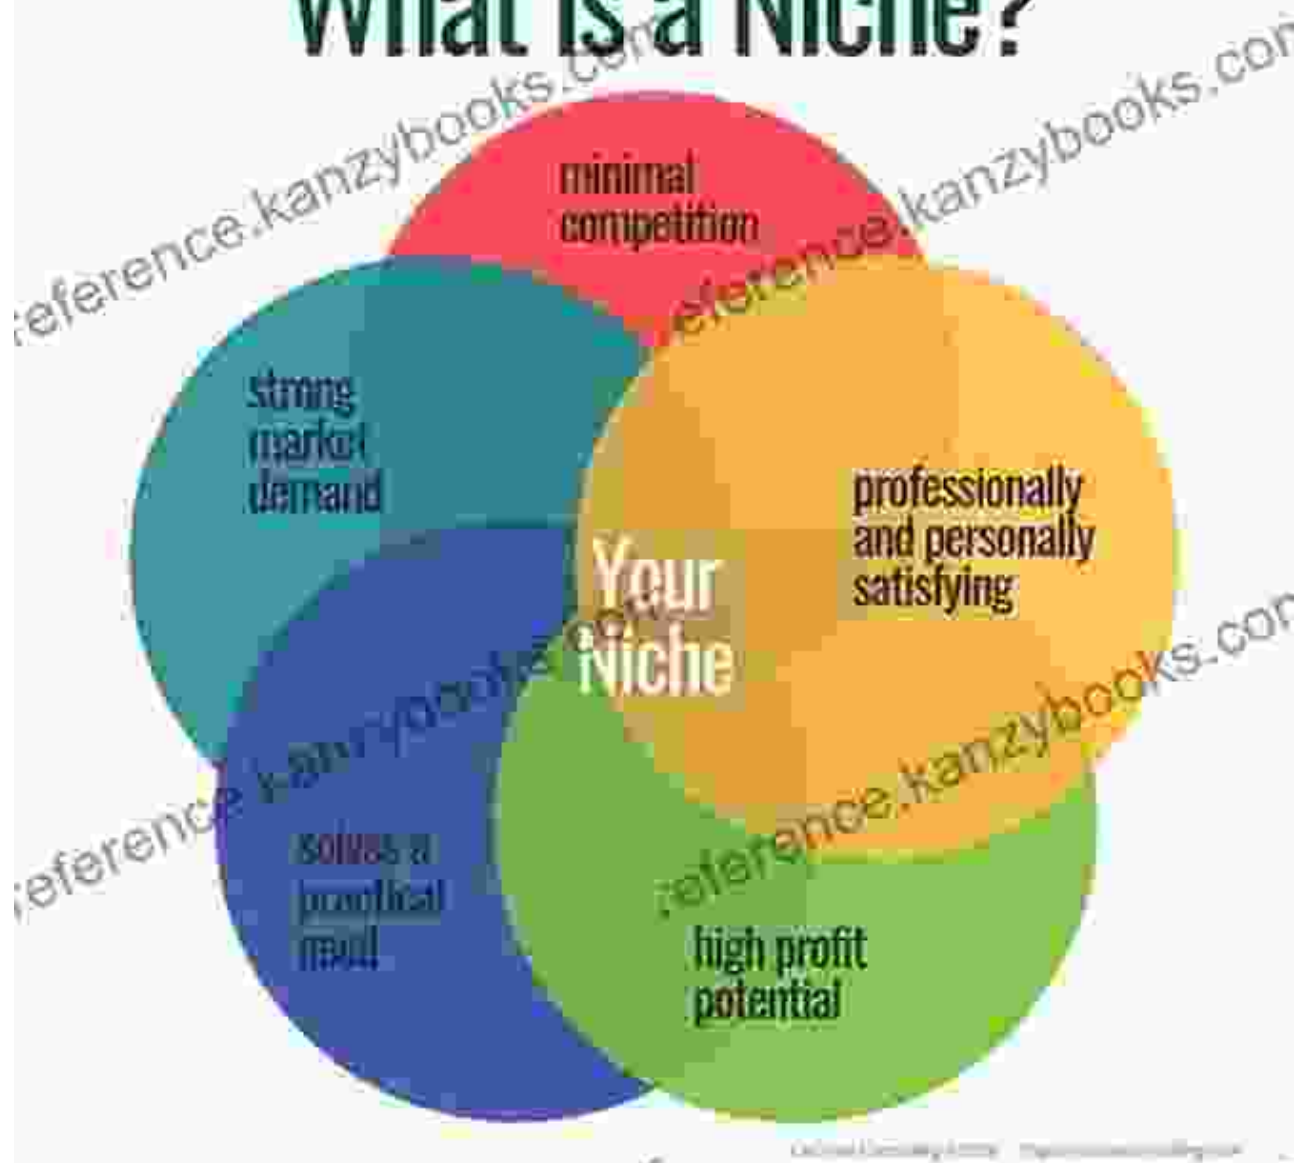 What is a Niche?
minimal
competition
strong
market
demand
professionally
and personally
satisfying
Your
Niche
solves a
practical
need
high profit
potential
reference.kanzybooks.com
reference.kanzybooks.com
reference.kanzybooks.com
reference.kanzybooks.com